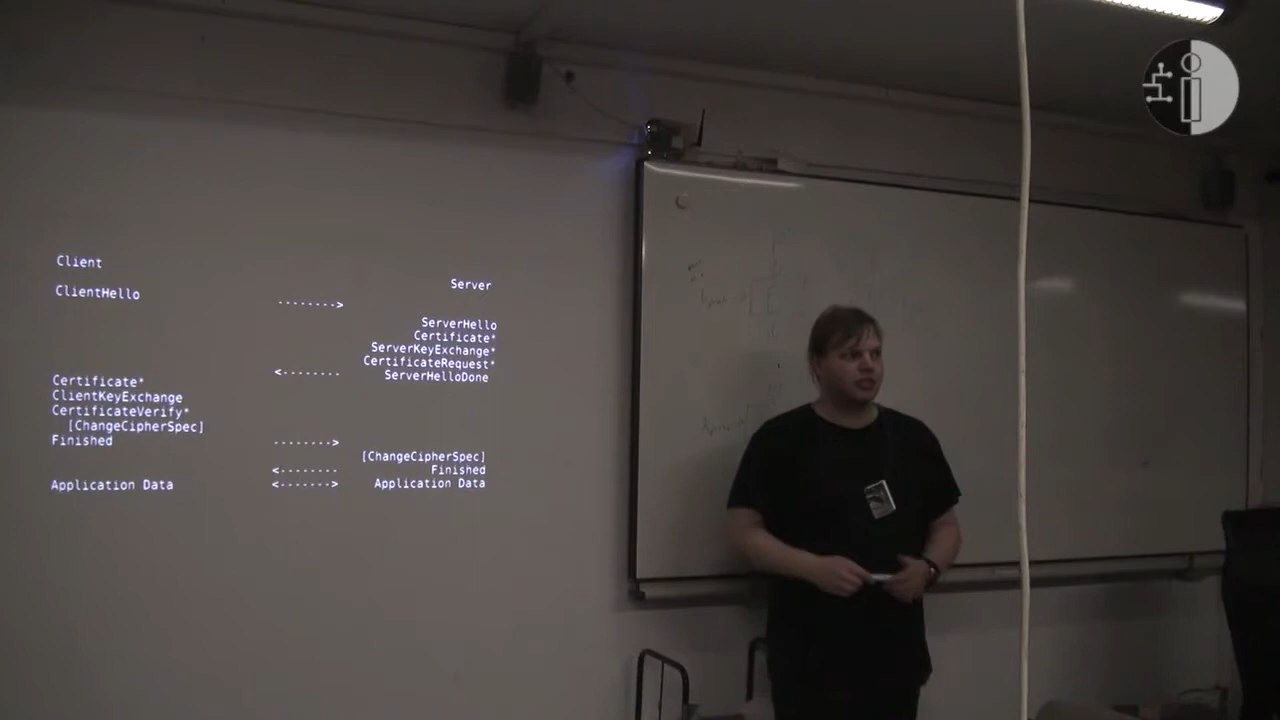 Client
Server
ClientHello -------->
ServerHello
Certificate*
ServerKeyExchange*
CertificateRequest*
<-------- ServerHelloDone
Certificate*
ClientKeyExchange
CertificateVerify*
[ChangeCipherSpec]
Finished -------->
[ChangeCipherSpec]
<-------- Finished
Application Data <-------> Application Data